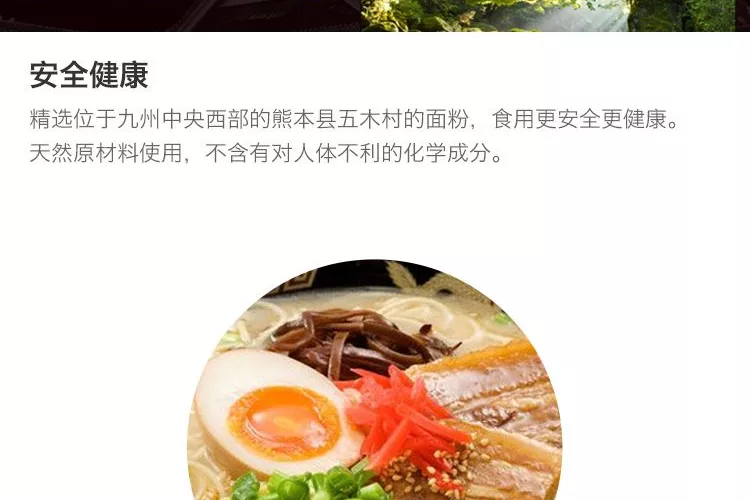 安全健康
精选位于九州中央西部的熊本县五木村的面粉，食用更安全更健康。
天然原材料使用，不含有对人体不利的化学成分。